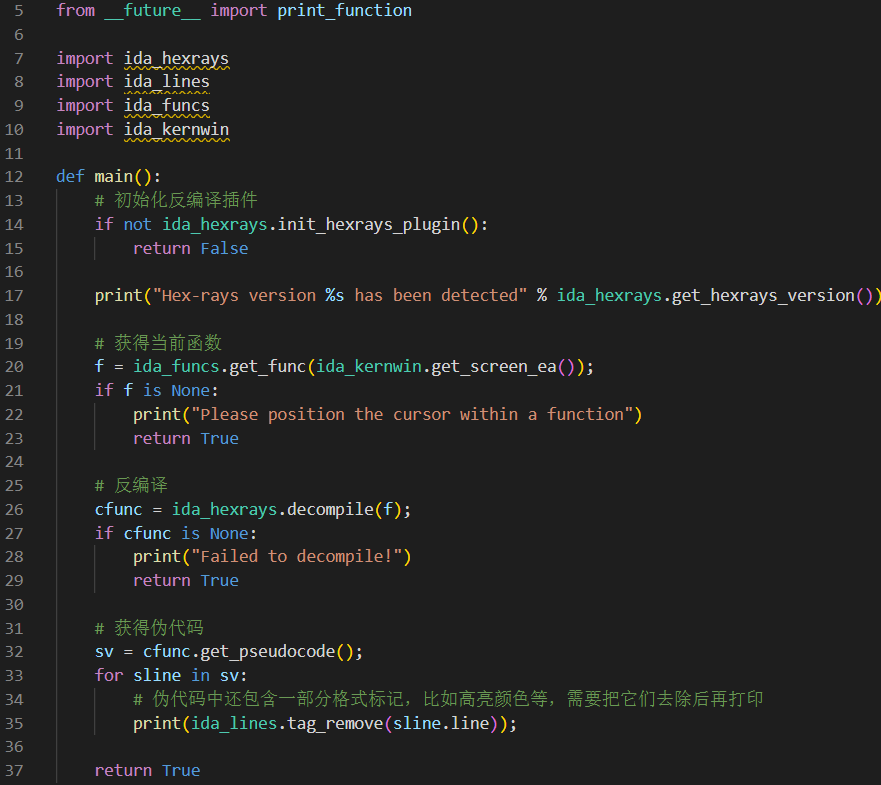 5 from __future__ import print_function
6
7 import ida_hexrays
8 import ida_lines
9 import ida_funcs
10 import ida_kernwin
11
12 def main():
13     # 初始化反编译插件
14     if not ida_hexrays.init_hexrays_plugin():
15         return False
16
17     print("Hex-rays version %s has been detected" % ida_hexrays.get_hexrays_version())
18
19     # 获得当前函数
20     f = ida_funcs.get_func(ida_kernwin.get_screen_ea());
21     if f is None:
22         print("Please position the cursor within a function")
23         return True
24
25     # 反编译
26     cfunc = ida_hexrays.decompile(f);
27     if cfunc is None:
28         print("Failed to decompile!")
29         return True
30
31     # 获得伪代码
32     sv = cfunc.get_pseudocode();
33     for sline in sv:
34         # 伪代码中还包含一部分格式标记，比如高亮颜色等，需要把它们去除后再打印
35         print(ida_lines.tag_remove(sline.line));
36
37     return True